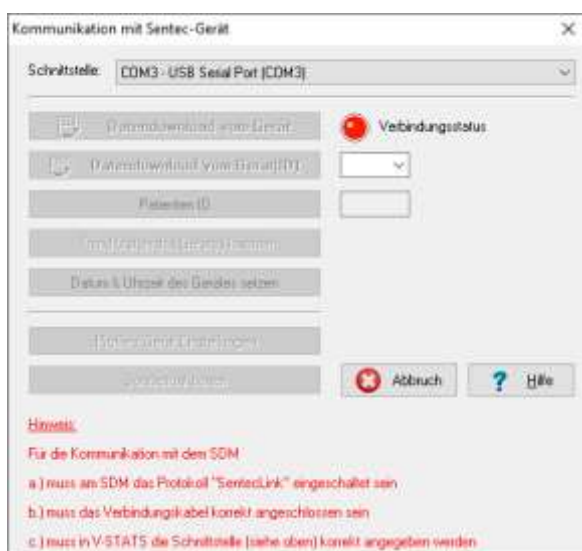 Kommunikation mit Sentec-Gerät
Schnittstelle: COM3 - USB Serial Port (COM3)
Datendownload vom Gerät
Verbindungsstatus
Datendownload vom Gerät(ID)
Patienten ID
Datum & Uhrzeit des Gerätes setzen
Abbruch
Hilfe
Hinweis:
Für die Kommunikation mit dem SDM
a.) muss am SDM das Protokoll "SentecLink" eingeschaltet sein
b.) muss das Verbindungskabel korrekt angeschlossen sein
c.) muss in V-STATS die Schnittstelle (siehe oben) korrekt angegeben werden